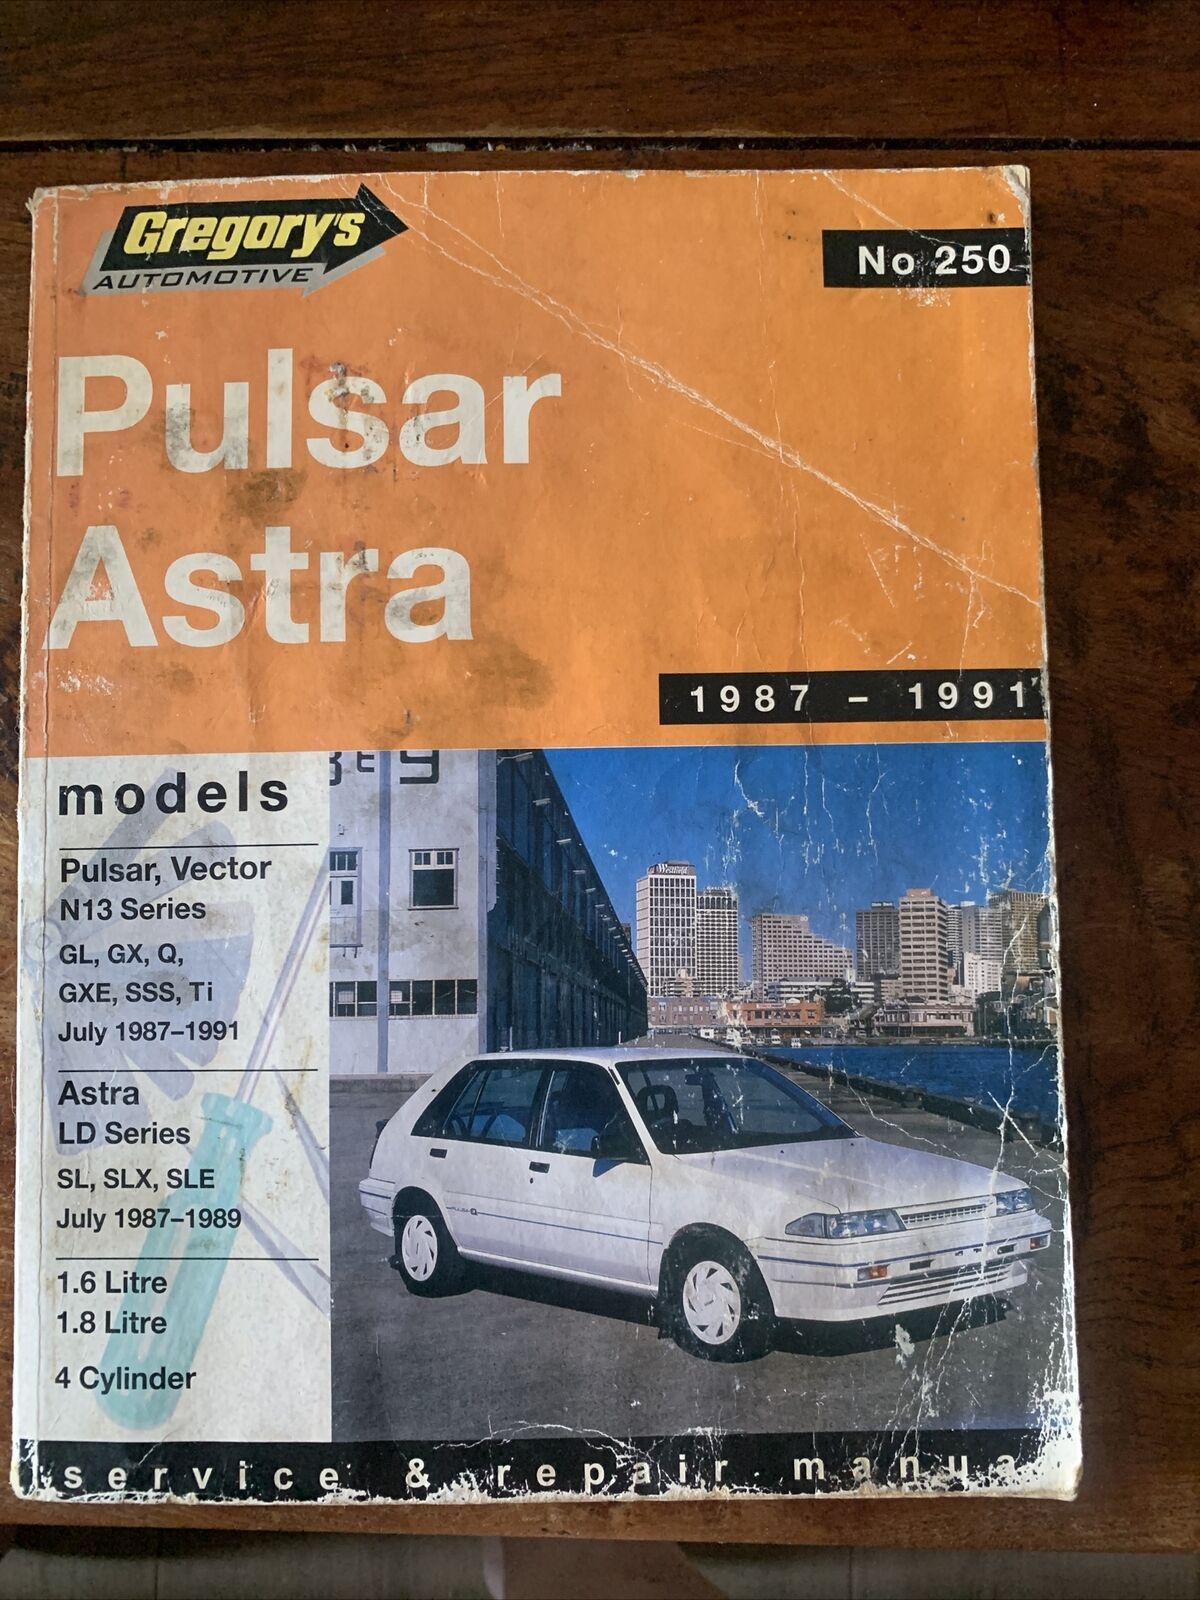 Gregory's
AUTOMOTIVE
No 250
Pulsar
Astra
1987 – 1991
models
Pulsar, Vector
N13 Series
GL, GX, Q,
GXE, SSS, Ti
July 1987–1991
Astra
LD Series
SL, SLX, SLE
July 1987–1989
1.6 Litre
1.8 Litre
4 Cylinder
Westfield
PULSAR Q
service & repair manua